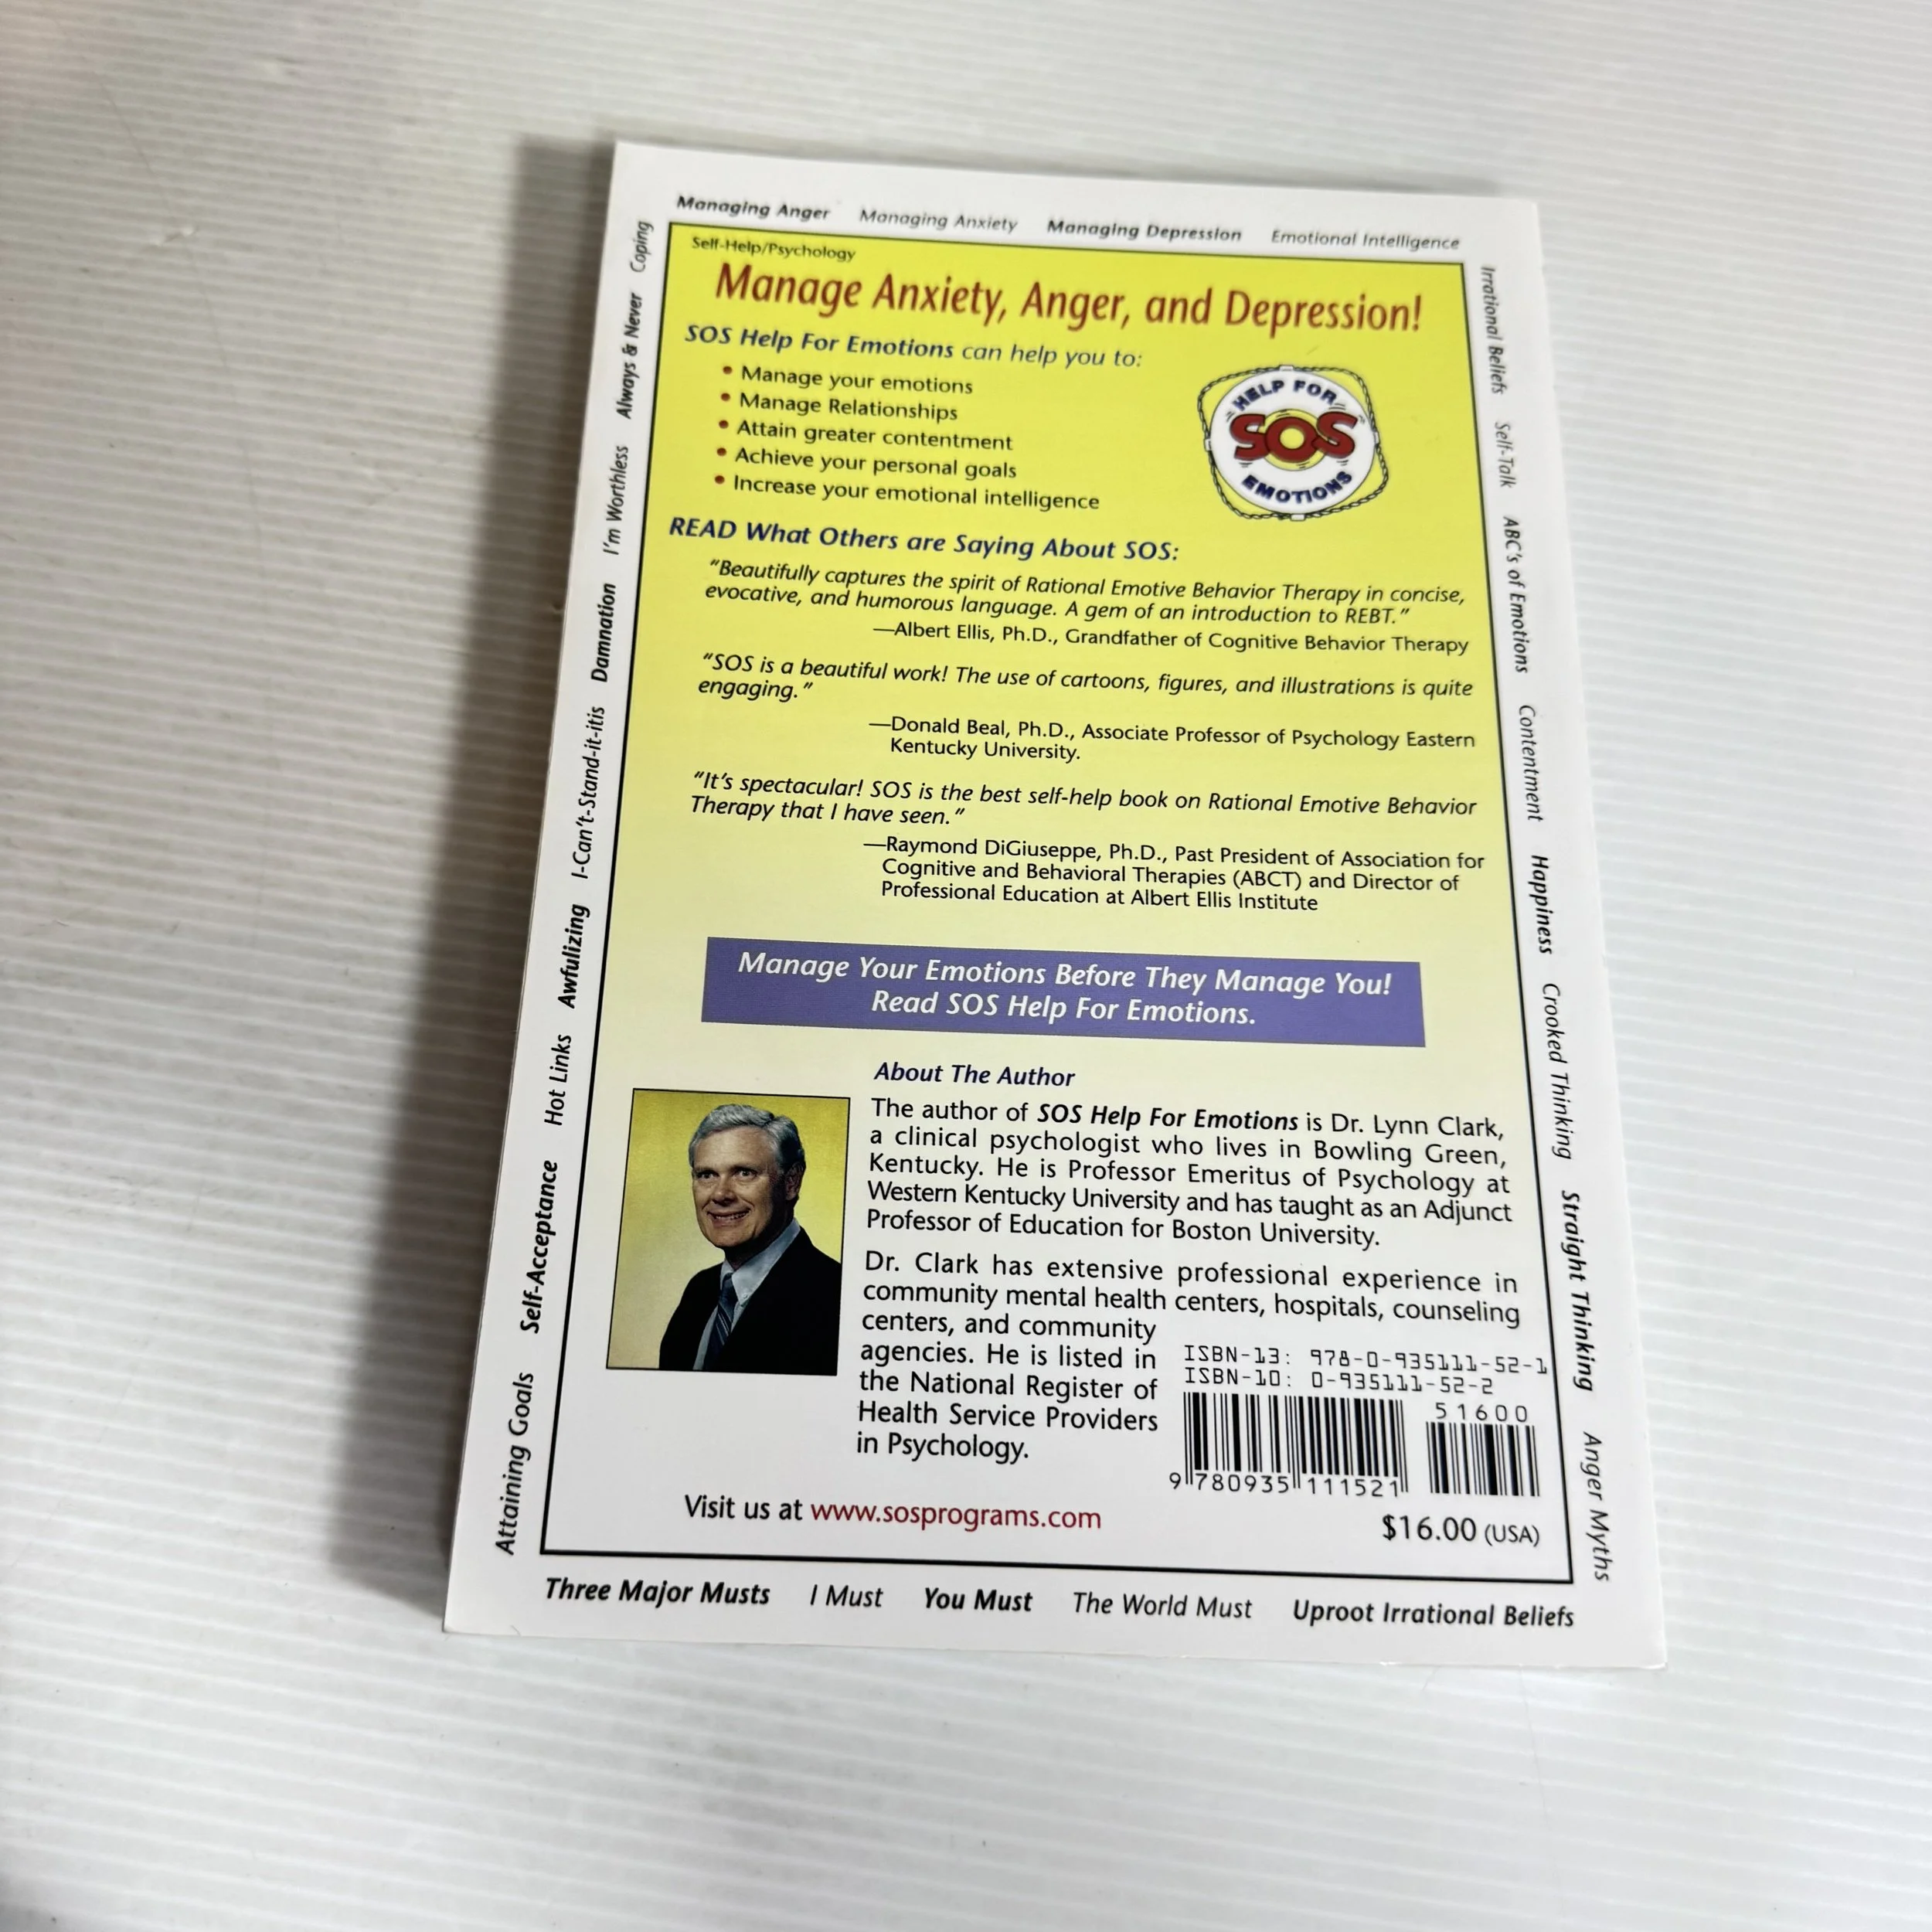 Managing Anger Managing Anxiety Managing Depression Emotional Intelligence
Self-Help/Psychology
Manage Anxiety, Anger, and Depression!
SOS Help For Emotions can help you to:
• Manage your emotions
• Manage Relationships
• Attain greater contentment
• Achieve your personal goals
• Increase your emotional intelligence
HELP FOR
SOS
EMOTIONS
READ What Others are Saying About SOS:
"Beautifully captures the spirit of Rational Emotive Behavior Therapy in concise,
evocative, and humorous language. A gem of an introduction to REBT."
—Albert Ellis, Ph.D., Grandfather of Cognitive Behavior Therapy
"SOS is a beautiful work! The use of cartoons, figures, and illustrations is quite
engaging."
—Donald Beal, Ph.D., Associate Professor of Psychology Eastern
Kentucky University.
"It's spectacular! SOS is the best self-help book on Rational Emotive Behavior
Therapy that I have seen."
—Raymond DiGiuseppe, Ph.D., Past President of Association for
Cognitive and Behavioral Therapies (ABCT) and Director of
Professional Education at Albert Ellis Institute
Manage Your Emotions Before They Manage You!
Read SOS Help For Emotions.
About The Author
The author of SOS Help For Emotions is Dr. Lynn Clark,
a clinical psychologist who lives in Bowling Green,
Kentucky. He is Professor Emeritus of Psychology at
Western Kentucky University and has taught as an Adjunct
Professor of Education for Boston University.
Dr. Clark has extensive professional experience in
community mental health centers, hospitals, counseling
centers, and community
agencies. He is listed in
the National Register of
Health Service Providers
in Psychology.
ISBN-13: 978-0-935111-52-1
ISBN-10: 0-935111-52-2
51600
9 780935 111521
Visit us at www.sosprograms.com
$16.00 (USA)
Three Major Musts I Must You Must The World Must Uproot Irrational Beliefs
Attaining Goals Self-Acceptance Hot Links Awfulizing I-Can't-Stand-it-itis Damnation I'm Worthless Always & Never Coping
Irrational Beliefs Self-Talk ABC's of Emotions Contentment Happiness Crooked Thinking Straight Thinking Anger Myths